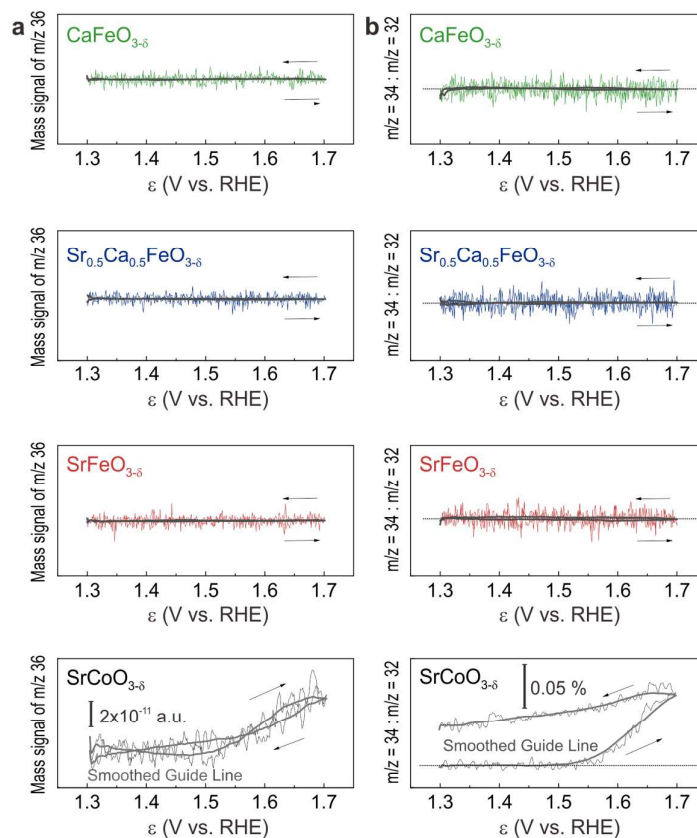 a
Mass signal of m/z 36
CaFeO3-δ
1.3 1.4 1.5 1.6 1.7
ε (V vs. RHE)
b
m/z = 34 : m/z = 32
CaFeO3-δ
1.3 1.4 1.5 1.6 1.7
ε (V vs. RHE)
Mass signal of m/z 36
Sr0.5Ca0.5FeO3-δ
1.3 1.4 1.5 1.6 1.7
ε (V vs. RHE)
m/z = 34 : m/z = 32
Sr0.5Ca0.5FeO3-δ
1.3 1.4 1.5 1.6 1.7
ε (V vs. RHE)
Mass signal of m/z 36
SrFeO3-δ
1.3 1.4 1.5 1.6 1.7
ε (V vs. RHE)
m/z = 34 : m/z = 32
SrFeO3-δ
1.3 1.4 1.5 1.6 1.7
ε (V vs. RHE)
Mass signal of m/z 36
SrCoO3-δ
2x10-11 a.u.
Smoothed Guide Line
1.3 1.4 1.5 1.6 1.7
ε (V vs. RHE)
m/z = 34 : m/z = 32
SrCoO3-δ
0.05 %
Smoothed Guide Line
1.3 1.4 1.5 1.6 1.7
ε (V vs. RHE)